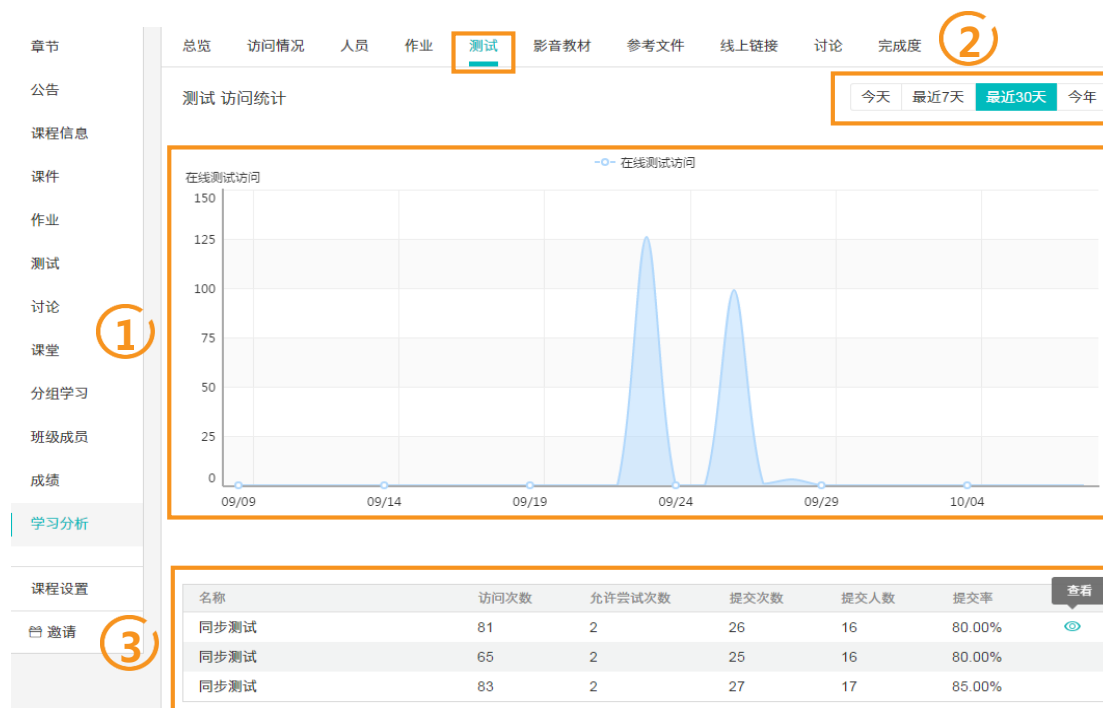 总览 访问情况 人员 作业 测试 影音教材 参考文件 线上链接 讨论 完成度
②
章节
公告
课程信息
课件
作业
测试
讨论
①
课堂
分组学习
班级成员
成绩
学习分析
课程设置
邀请
③
测试 访问统计
今天 最近7天 最近30天 今年
在线测试访问
在线测试访问
150
125
100
75
50
25
0
09/09 09/14 09/19 09/24 09/29 10/04
查看
名称 访问次数 允许尝试次数 提交次数 提交人数 提交率
同步测试 81 2 26 16 80.00%
同步测试 65 2 25 16 80.00%
同步测试 83 2 27 17 85.00%